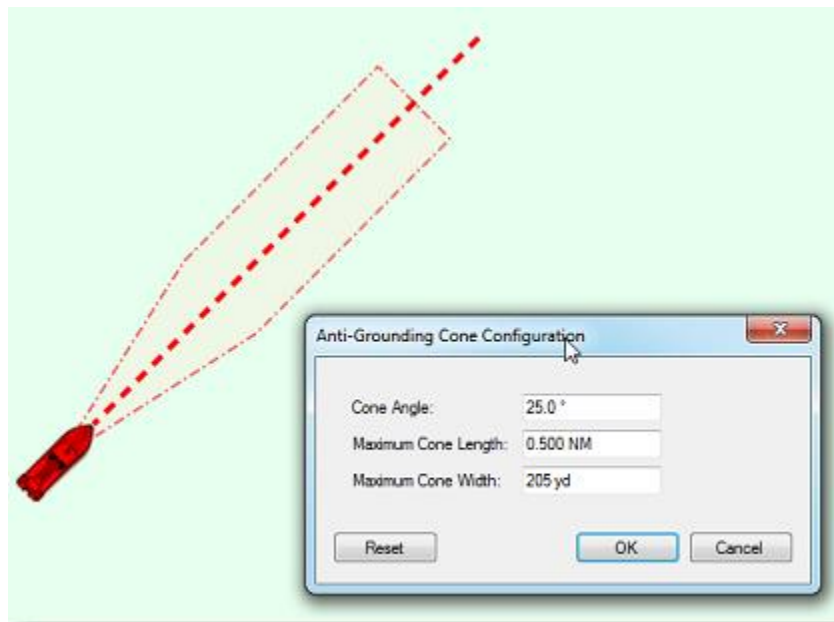 Anti-Grounding Cone Configuration
Cone Angle: 25.0 °
Maximum Cone Length: 0.500 NM
Maximum Cone Width: 205 yd
Reset OK Cancel